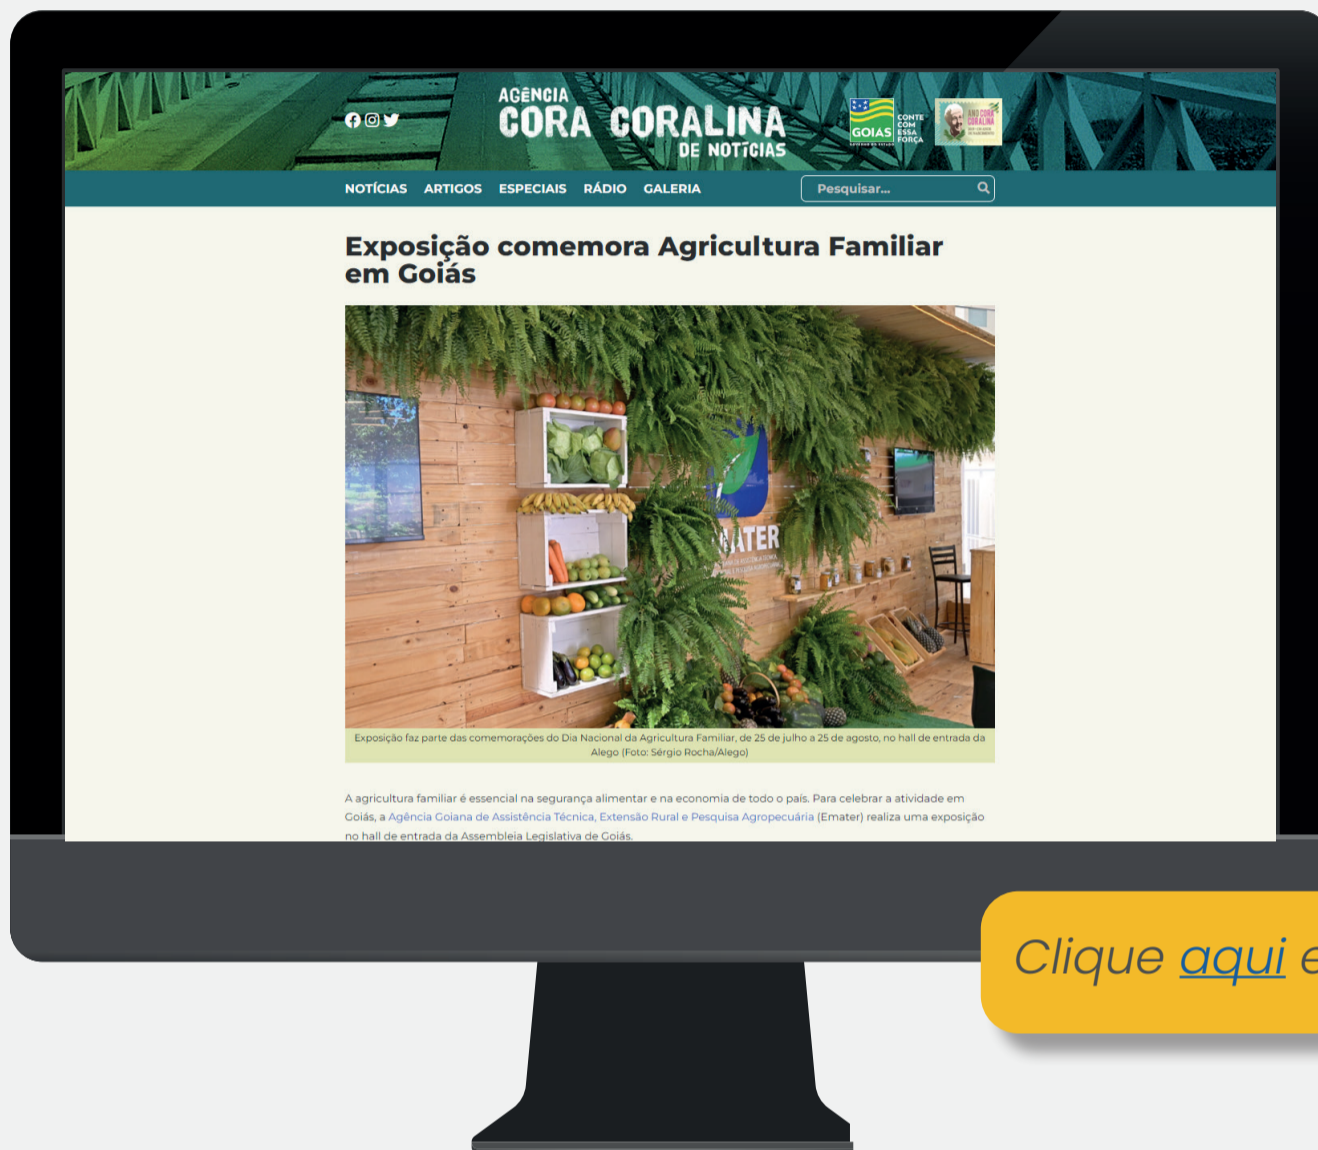 AGÊNCIA
CORA CORALINA
DE NOTÍCIAS
GOIÁS
CONTE
COM
ESSA
FORÇA
ANO CORA
CORALINA
NOTÍCIAS ARTIGOS ESPECIAIS RÁDIO GALERIA Pesquisar...
Exposição comemora Agricultura Familiar
em Goiás
Exposição faz parte das comemorações do Dia Nacional da Agricultura Familiar, de 25 de julho a 25 de agosto, no hall de entrada da
Alego (Foto: Sérgio Rocha/Alego)
A agricultura familiar é essencial na segurança alimentar e na economia de todo o país. Para celebrar a atividade em
Goiás, a Agência Goiana de Assistência Técnica, Extensão Rural e Pesquisa Agropecuária (Emater) realiza uma exposição
no hall de entrada da Assembleia Legislativa de Goiás.
Clique aqui e